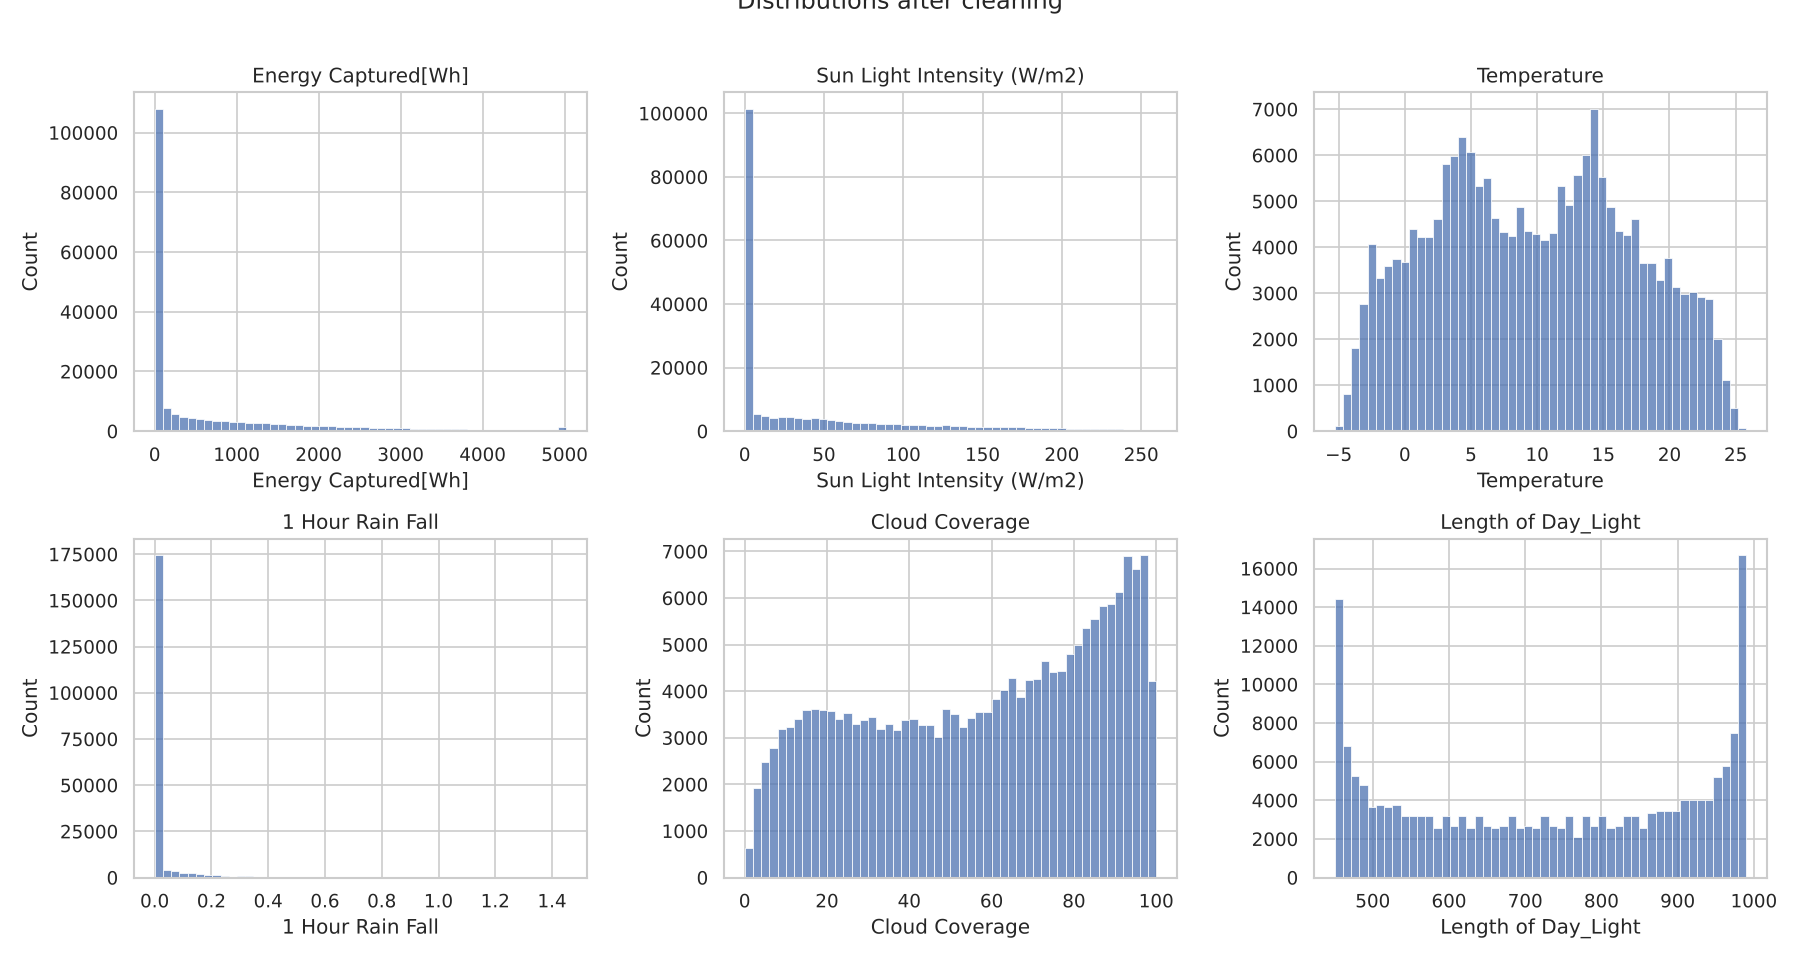 Distributions after cleaning
Energy Captured[Wh]
Count
100000
80000
60000
40000
20000
0
0 1000 2000 3000 4000 5000
Energy Captured[Wh]
Sun Light Intensity (W/m2)
Count
100000
80000
60000
40000
20000
0
0 50 100 150 200 250
Sun Light Intensity (W/m2)
Temperature
Count
7000
6000
5000
4000
3000
2000
1000
0
−5 0 5 10 15 20 25
Temperature
1 Hour Rain Fall
Count
175000
150000
125000
100000
75000
50000
25000
0
0.0 0.2 0.4 0.6 0.8 1.0 1.2 1.4
1 Hour Rain Fall
Cloud Coverage
Count
7000
6000
5000
4000
3000
2000
1000
0
0 20 40 60 80 100
Cloud Coverage
Length of Day_Light
Count
16000
14000
12000
10000
8000
6000
4000
2000
0
500 600 700 800 900 1000
Length of Day_Light